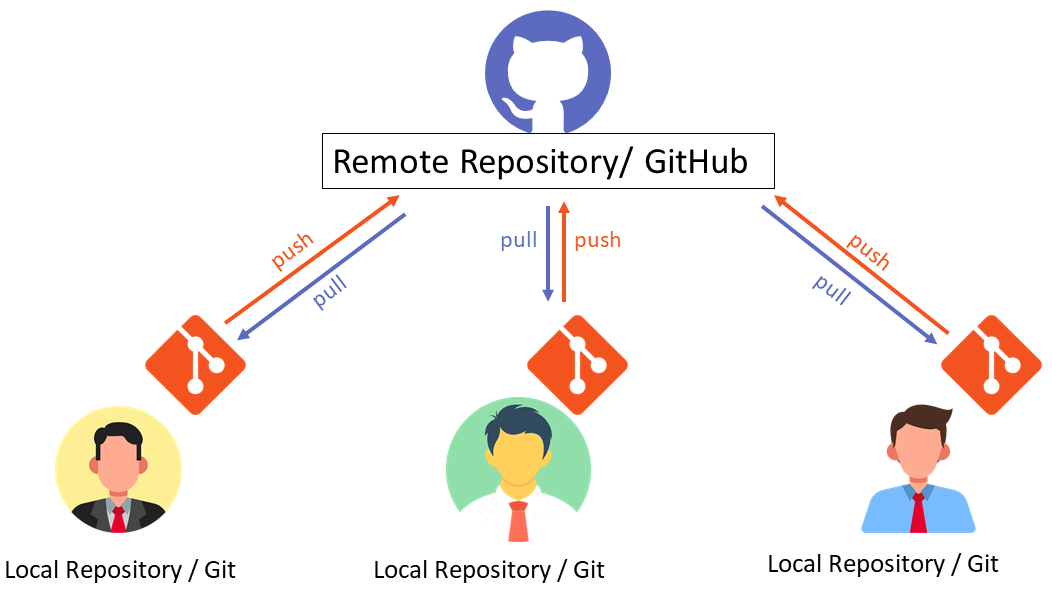 Remote Repository/ GitHub
push
pull
pull
push
push
pull
Local Repository / Git
Local Repository / Git
Local Repository / Git